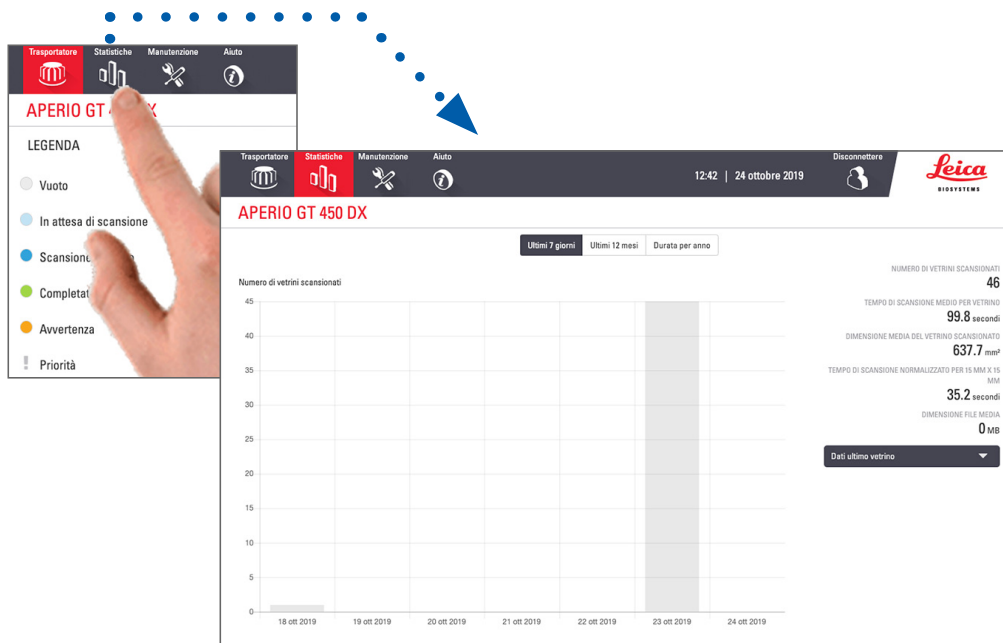 Trasportatore
Statistiche
Manutenzione
Aiuto
APERIO GT
X
LEGENDA
Vuoto
In attesa di scansione
Scansione
Avvertenza
Priorità
Trasportatore
Statistiche
Manutenzione
Aiuto
12:42 | 24 ottobre 2019
Disconnettere
Leica
BIOSYSTEMS
APERIO GT 450 DX
Ultimi 7 giorni
Ultimi 12 mesi
Durata per anno
Numero di vetrini scansionati
45
40
35
30
25
20
15
10
5
0
18 ott 2019
19 ott 2019
20 ott 2019
21 ott 2019
22 ott 2019
23 ott 2019
24 ott 2019
NUMERO DI VETRINI SCANSIONATI
46
TEMPO DI SCANSIONE MEDIO PER VETRINO
99.8 secondi
DIMENSIONE MEDIA DEL VETRINO SCANSIONATO
637.7 mm²
TEMPO DI SCANSIONE NORMALIZZATO PER 15 MM X 15
MM
35.2 secondi
DIMENSIONE FILE MEDIA
0 MB
Dati ultimo vetrino